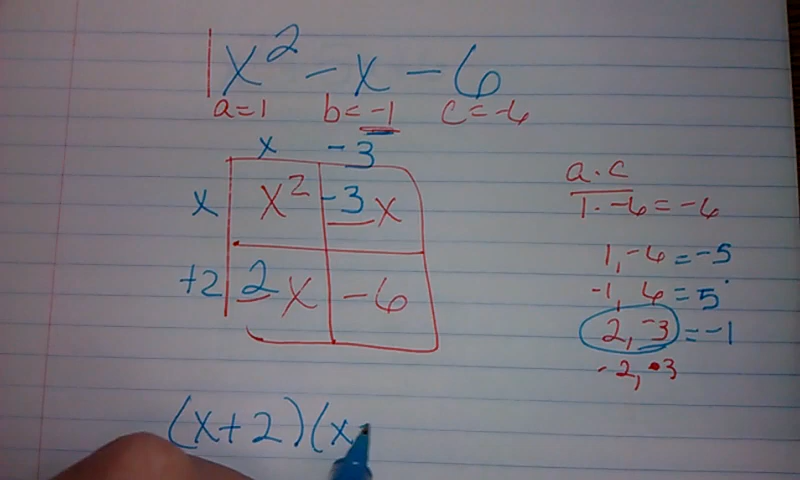 1x² - x - 6
a=1 b=-1 c=-6
x -3
x x² -3x
+2 2x -6
a.c
1. -6=-6
1, -6=-5
-1, 6=5
2, -3=-1
-2, 3
(x+2)(x